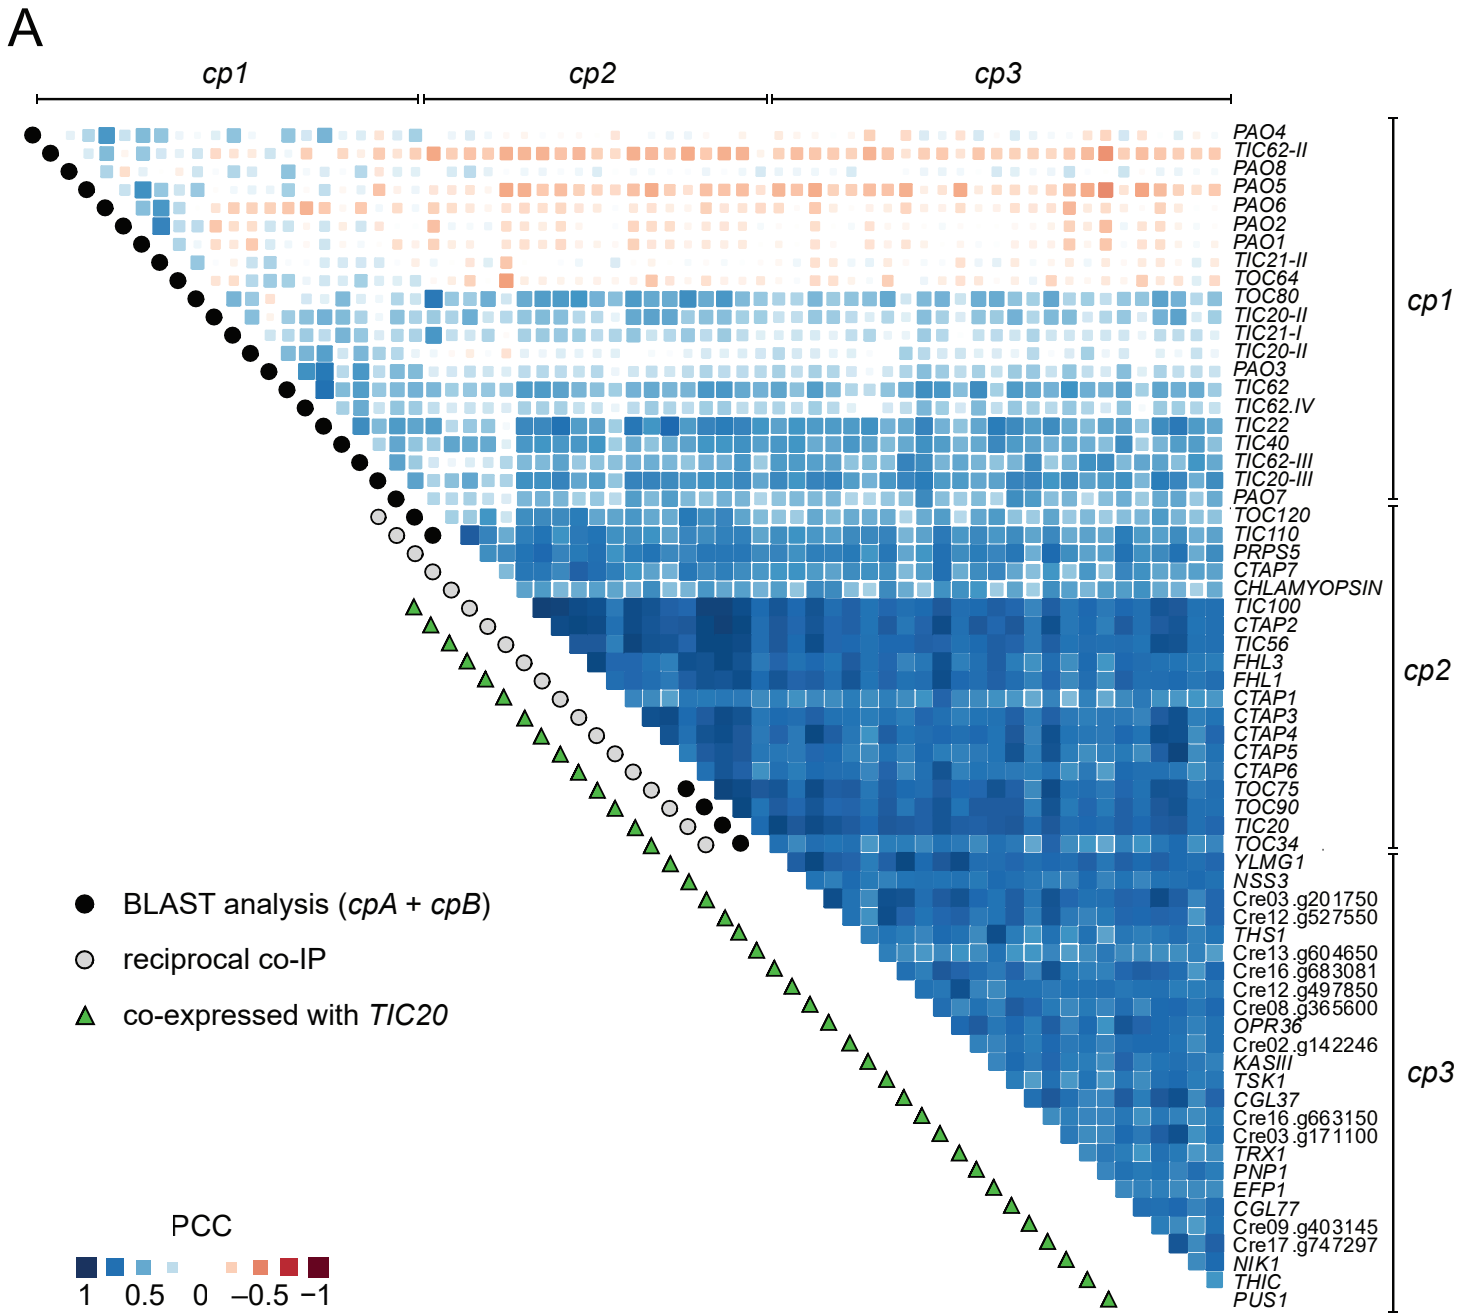 A
cp1 cp2 cp3
PAO4
TIC62-II
PAO8
PAO5
PAO6
PAO2
PAO1
TIC21-II
TOC64
TOC80
TIC20-II
TIC21-I
TIC20-II
PAO3
TIC62
TIC62.IV
TIC22
TIC40
TIC62-III
TIC20-III
PAO7
cp1
TOC120
TIC110
PRPS5
CTAP7
CHLAMYOPSIN
TIC100
CTAP2
TIC56
FHL3
FHL1
CTAP1
CTAP3
CTAP4
CTAP5
CTAP6
TOC75
TOC90
TIC20
TOC34
cp2
YLMG1
NSS3
Cre03.g201750
Cre12.g527550
THS1
Cre13.g604650
Cre16.g683081
Cre12.g497850
Cre08.g365600
OPR36
Cre02.g142246
KASIII
TSK1
CGL37
Cre16.g663150
Cre03.g171100
TRX1
PNP1
EFP1
CGL77
Cre09.g403145
Cre17.g747297
NIK1
THIC
PUS1
cp3
BLAST analysis (cpA + cpB)
reciprocal co-IP
co-expressed with TIC20
PCC
1 0.5 0 –0.5 –1